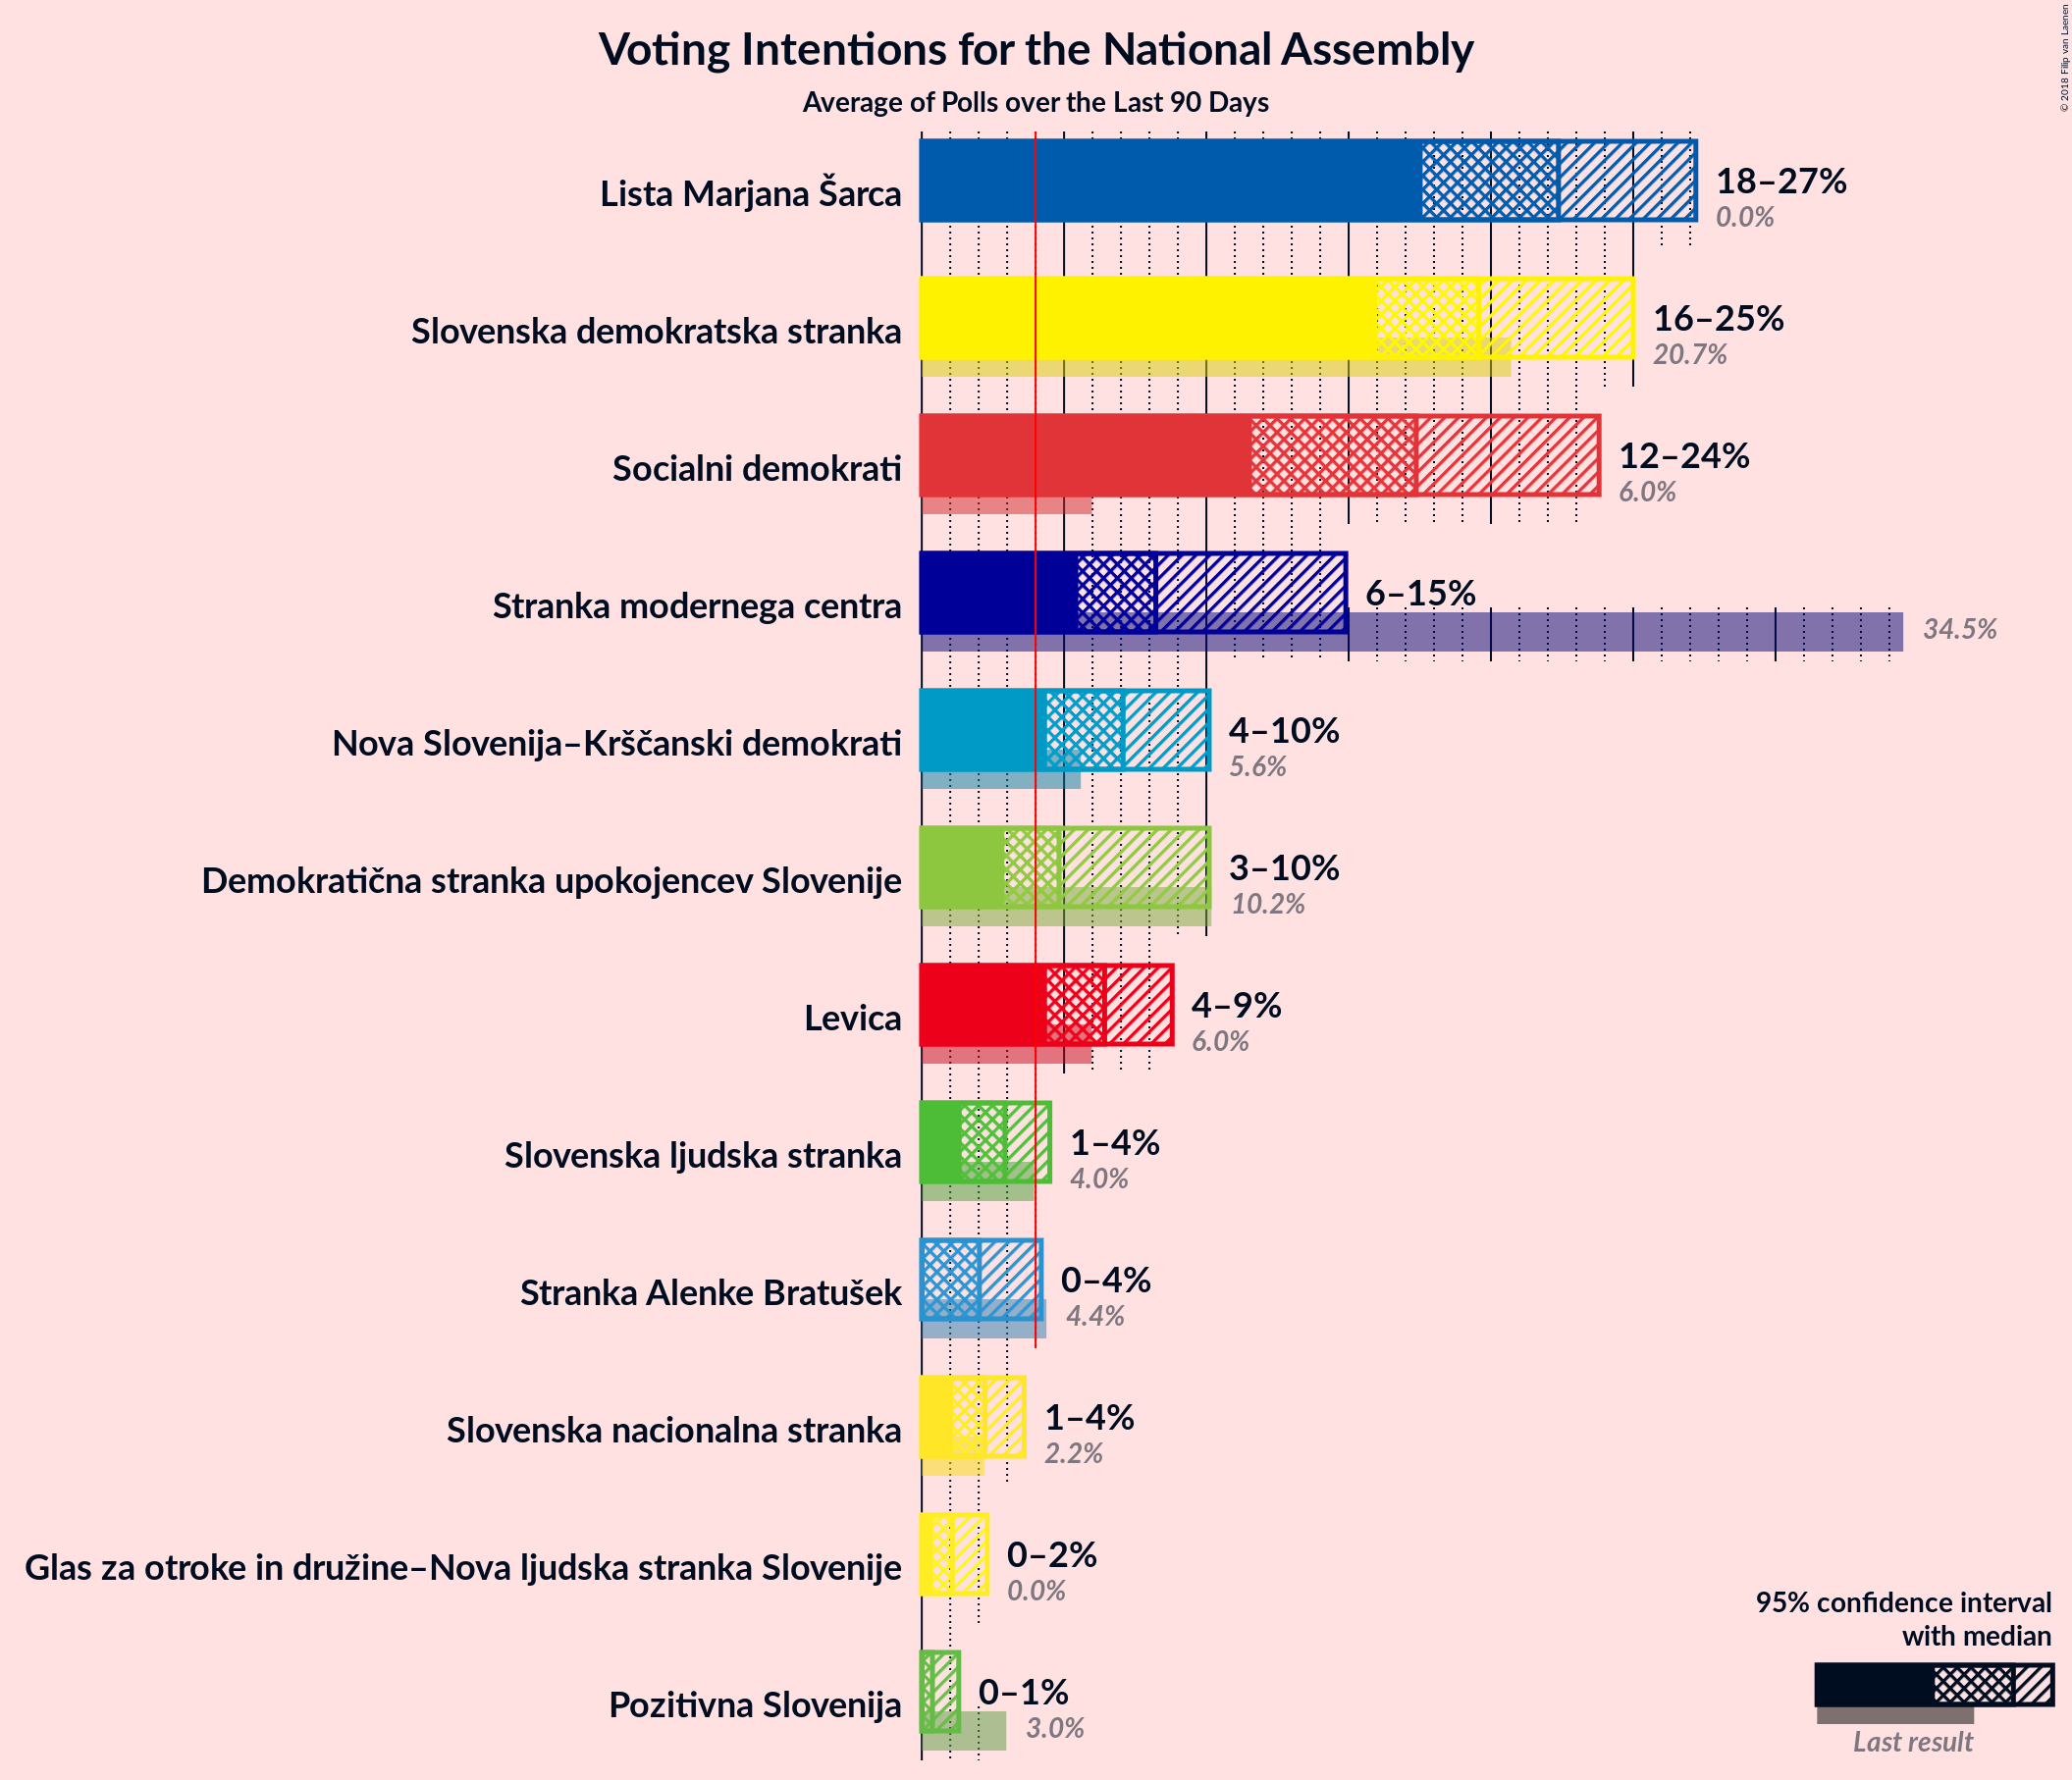 Voting Intentions for the National Assembly
Average of Polls over the Last 90 Days
© 2018 Filip van Laenen
Lista Marjana Šarca
18–27%
0.0%
Slovenska demokratska stranka
16–25%
20.7%
Socialni demokrati
12–24%
6.0%
Stranka modernega centra
6–15%
34.5%
Nova Slovenija–Krščanski demokrati
4–10%
5.6%
Demokratična stranka upokojencev Slovenije
3–10%
10.2%
Levica
4–9%
6.0%
Slovenska ljudska stranka
1–4%
4.0%
Stranka Alenke Bratušek
0–4%
4.4%
Slovenska nacionalna stranka
1–4%
2.2%
Glas za otroke in družine–Nova ljudska stranka Slovenije
0–2%
0.0%
Pozitivna Slovenija
0–1%
3.0%
95% confidence interval
with median
Last result